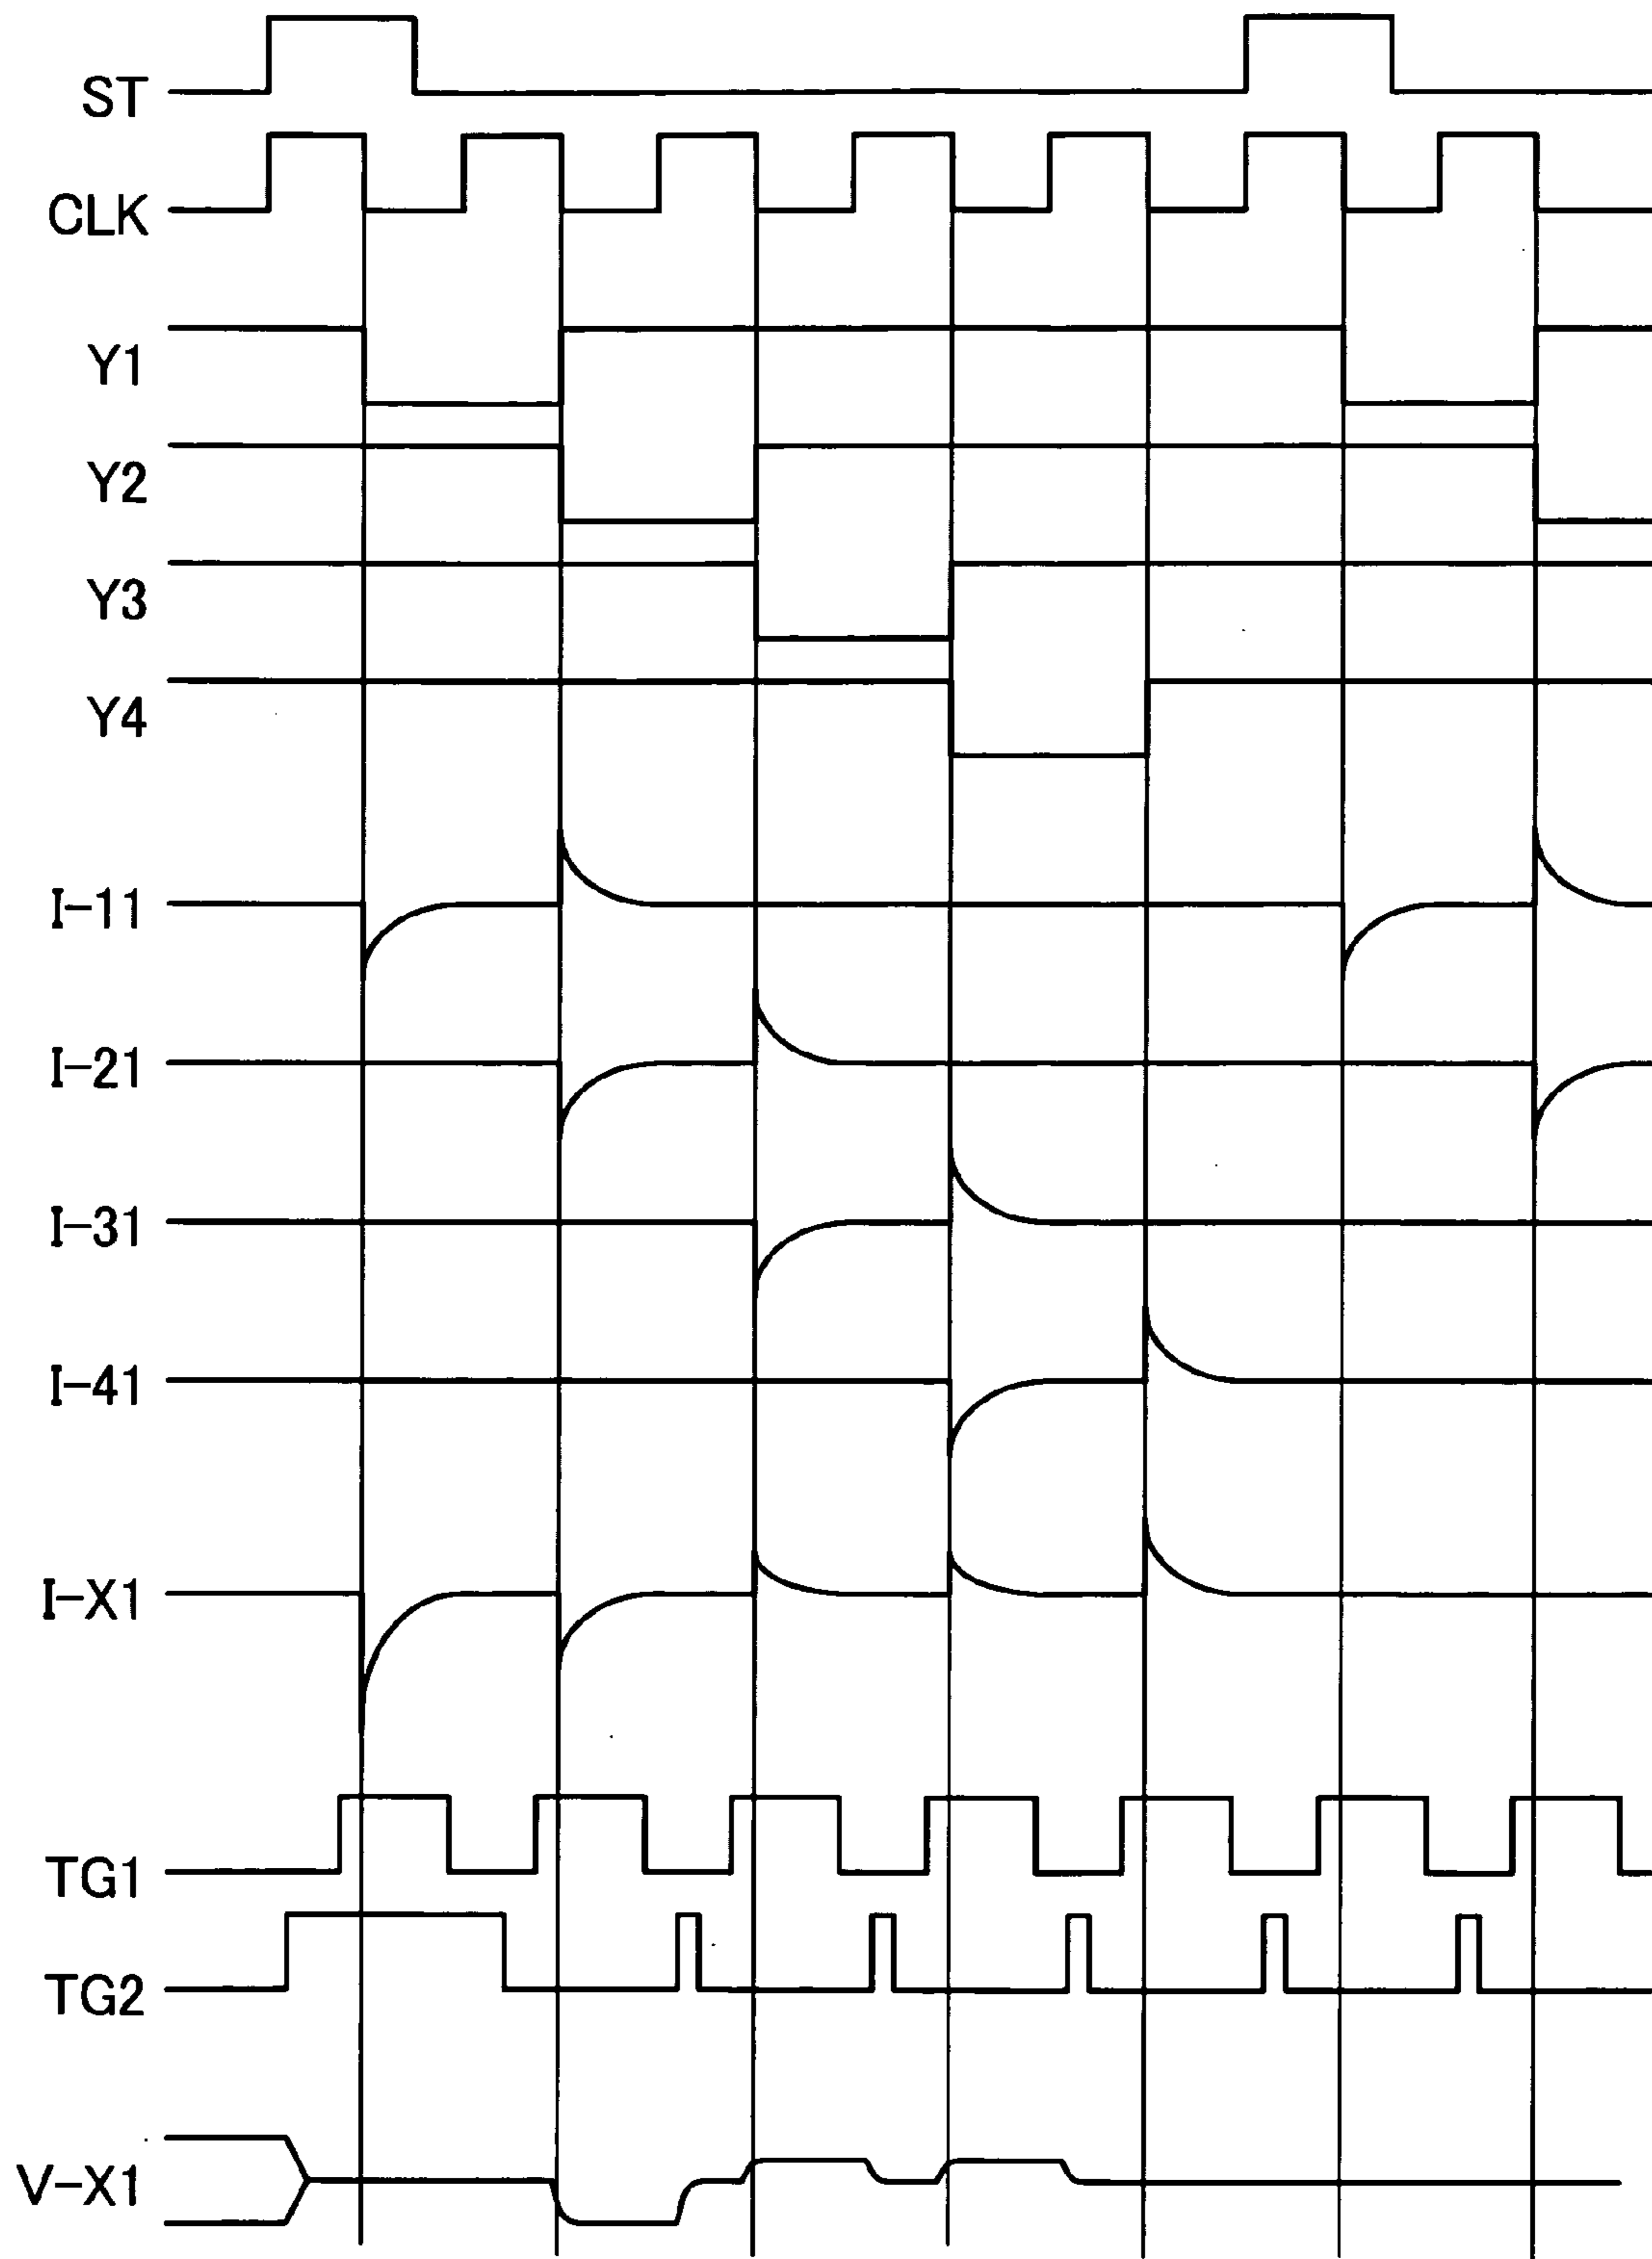 ST
CLK
Y1
Y2
Y3
Y4
I-11
I-21
I-31
I-41
I-X1
TG1
TG2
V-X1